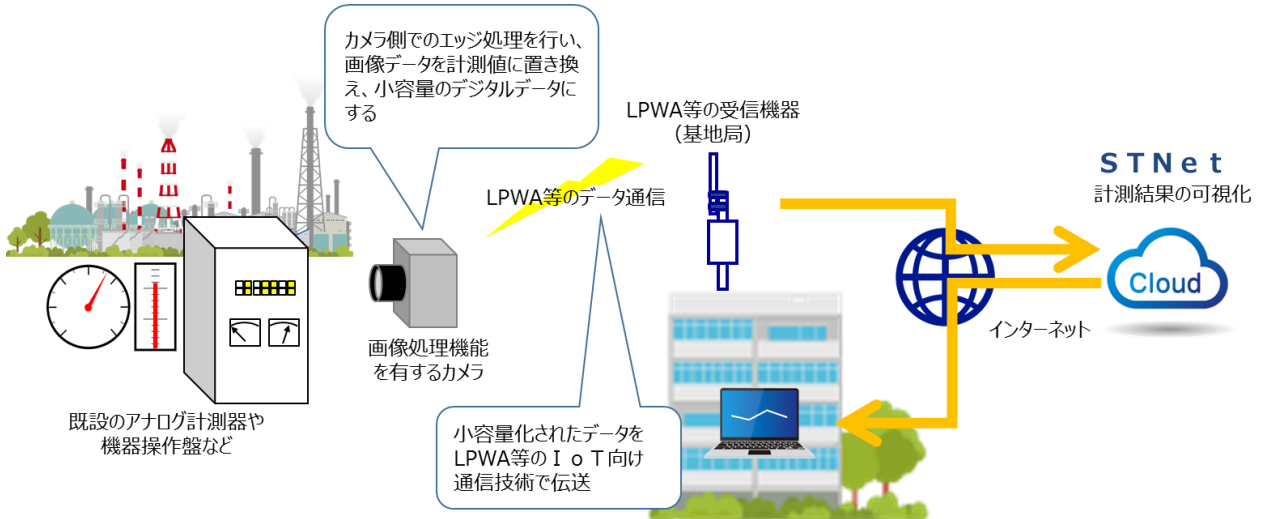 カメラ側でのエッジ処理を行い、
画像データを計測値に置き換
え、小容量のデジタルデータに
する
LPWA等の受信機器
（基地局）
STNet
計測結果の可視化
LPWA等のデータ通信
Cloud
インターネット
画像処理機能
を有するカメラ
既設のアナログ計測器や
機器操作盤など
小容量化されたデータを
LPWA等のＩｏＴ向け
通信技術で伝送